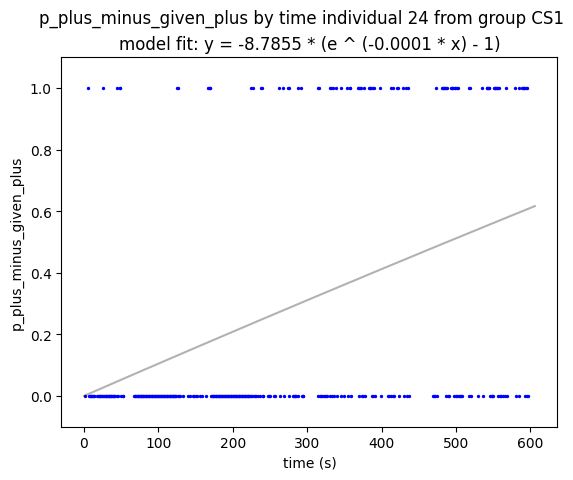 p_plus_minus_given_plus by time individual 24 from group CS1
model fit: y = -8.7855 * (e ^ (-0.0001 * x) - 1)
1.0
0.8
0.6
0.4
0.2
0.0
p_plus_minus_given_plus
0 100 200 300 400 500 600
time (s)